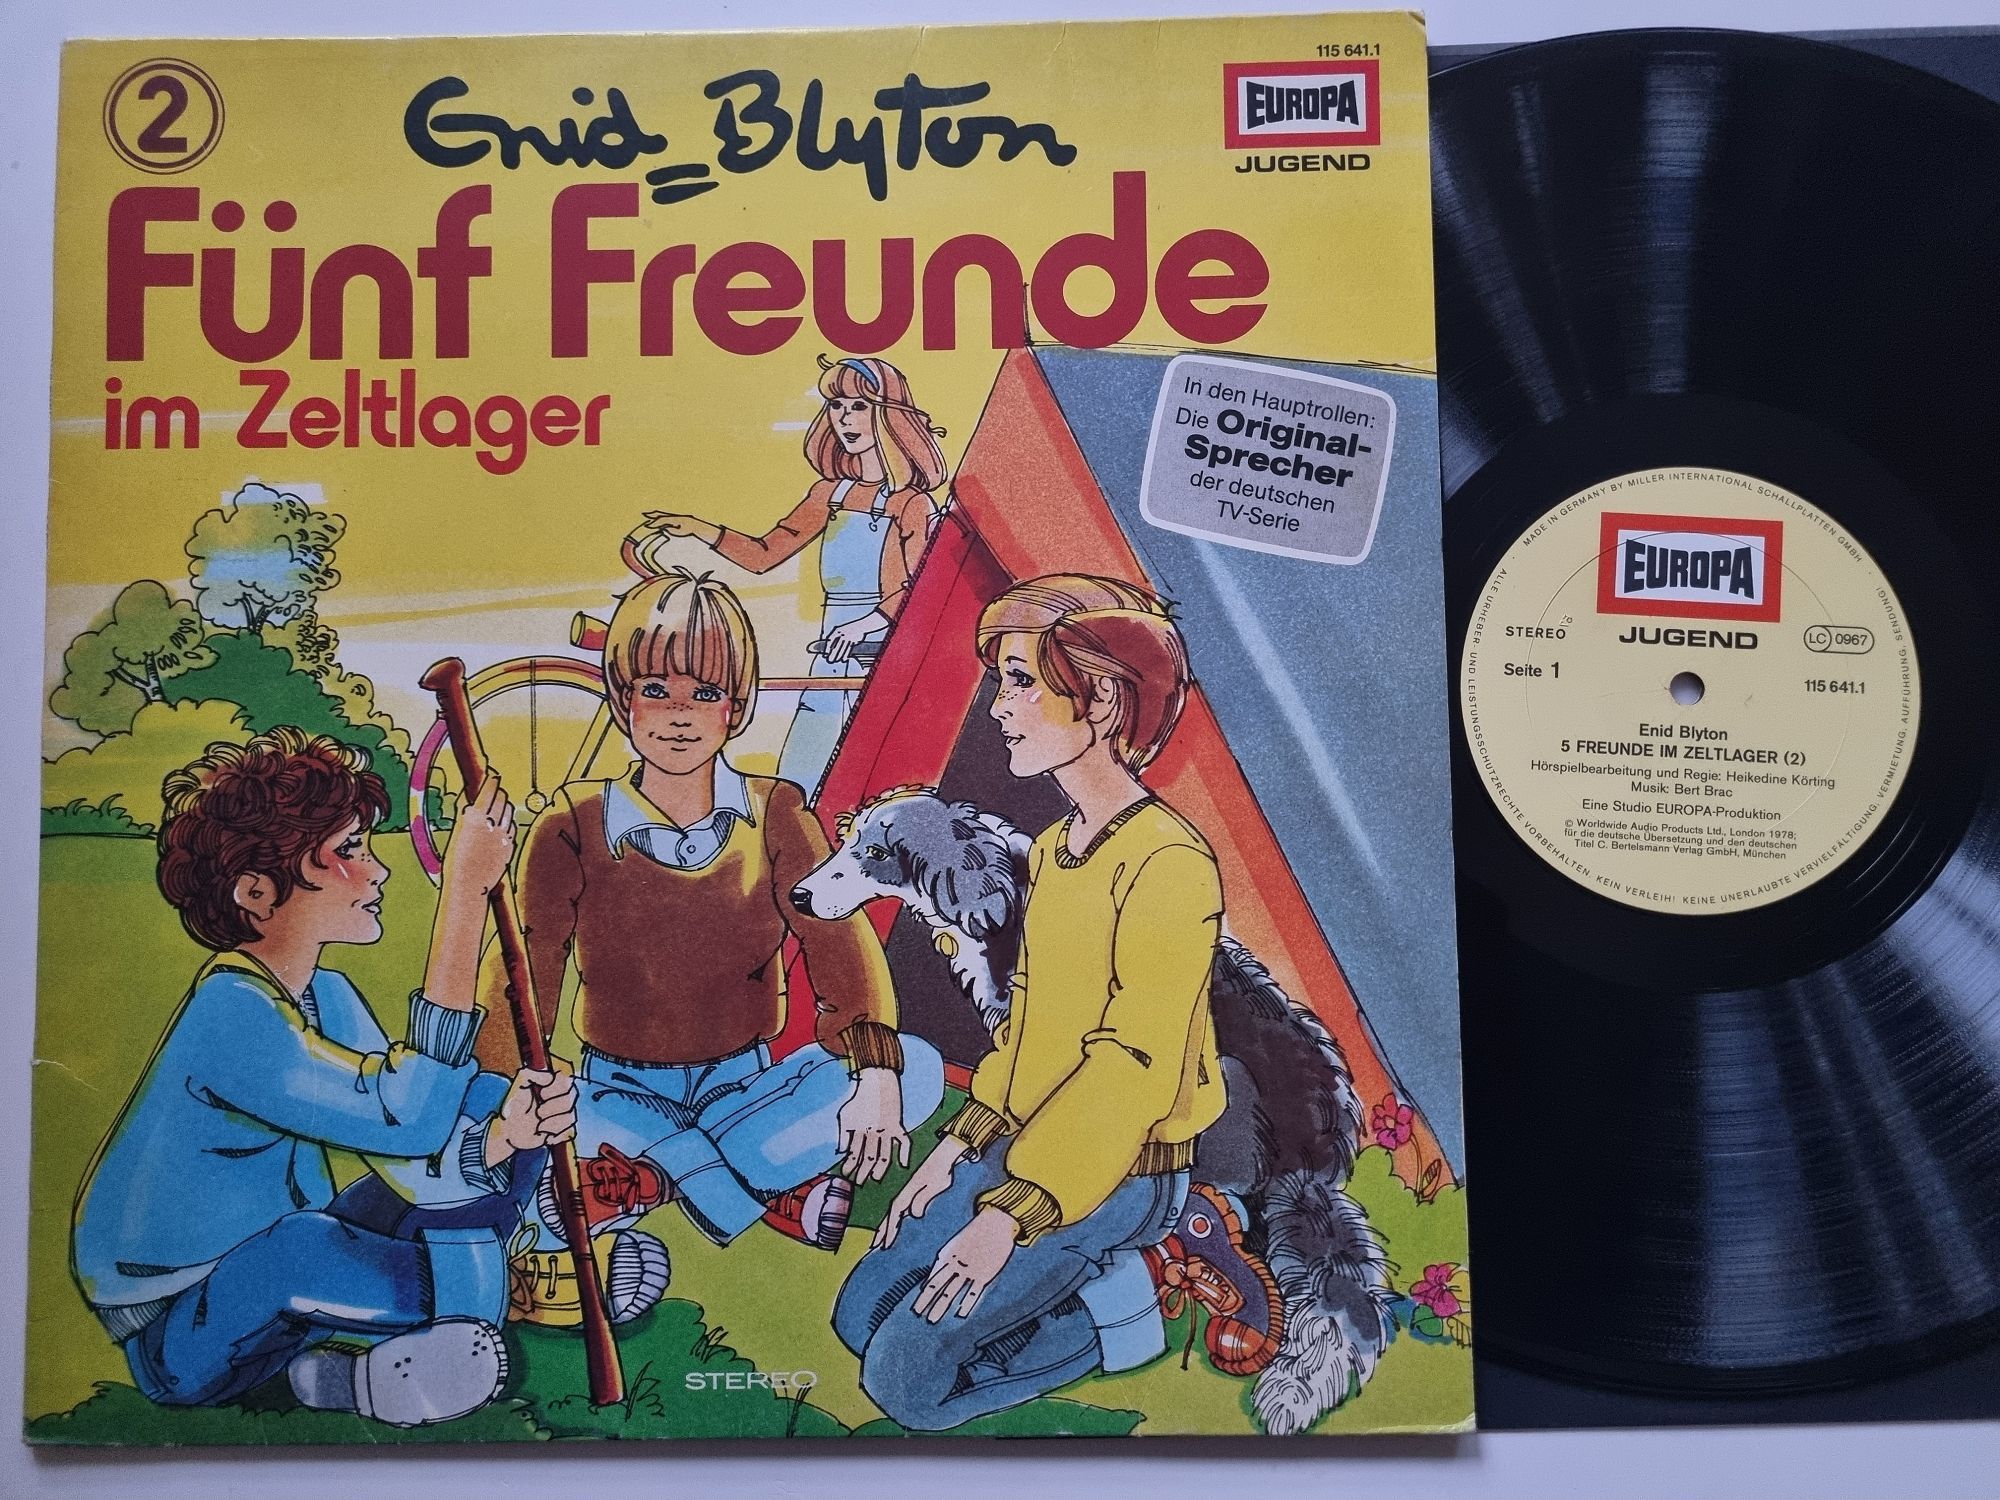 115 641.1
2
Enid Blyton
EUROPA
JUGEND
Fünf Freunde
im Zeltlager
In den Hauptrollen:
Die Original-
Sprecher
der deutschen
TV-Serie
STEREO
MADE IN GERMANY BY MILLER INTERNATIONAL SCHALLPLATTEN GMBH
EUROPA
JUGEND
STEREO
LC 0967
Seite 1
115 641.1
Enid Blyton
5 FREUNDE IM ZELTLAGER (2)
Hörspielbearbeitung und Regie: Heikedine Körting
Musik: Bert Brac
Eine Studio EUROPA-Produktion
© Worldwide Audio Products Ltd., London 1978;
für die deutsche Übersetzung und den deutschen
Titel C. Bertelsmann Verlag GmbH, München
ALLE URHEBER- UND LEISTUNGSSCHUTZRECHTE VORBEHALTEN. KEIN VERLEIH! KEINE UNERLAUBTE VERVIELFÄLTIGUNG, VERMIETUNG, AUFFÜHRUNG, SENDUNG!